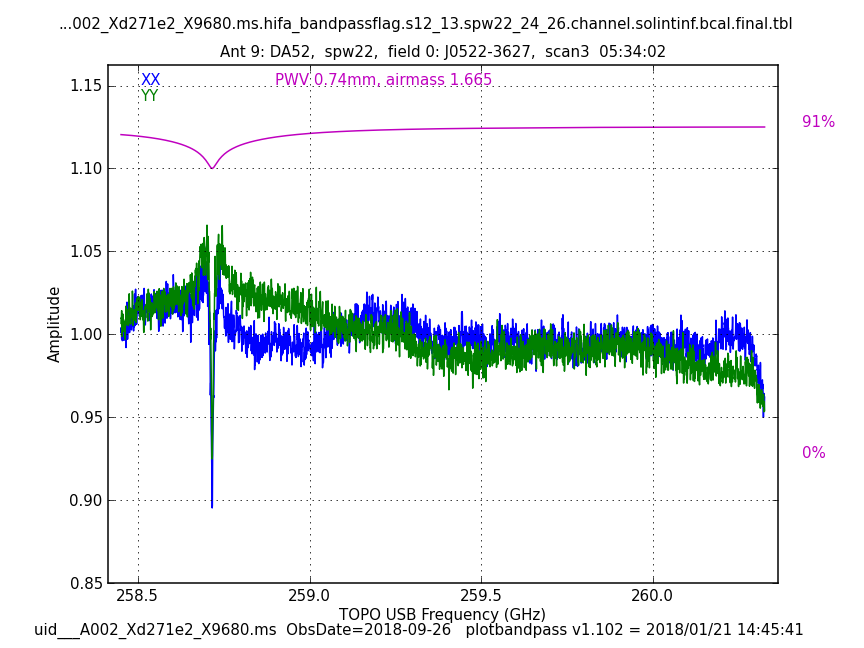 ...002_Xd271e2_X9680.ms.hifa_bandpassflag.s12_13.spw22_24_26.channel.solintinf.bcal.final.tbl
Ant 9: DA52,  spw22,  field 0: J0522-3627,  scan3  05:34:02
XX
PWV 0.74mm, airmass 1.665
YY
91%
0%
1.15
1.10
1.05
1.00
0.95
0.90
0.85
Amplitude
258.5 259.0 259.5 260.0
TOPO USB Frequency (GHz)
uid___A002_Xd271e2_X9680.ms  ObsDate=2018-09-26   plotbandpass v1.102 = 2018/01/21 14:45:41